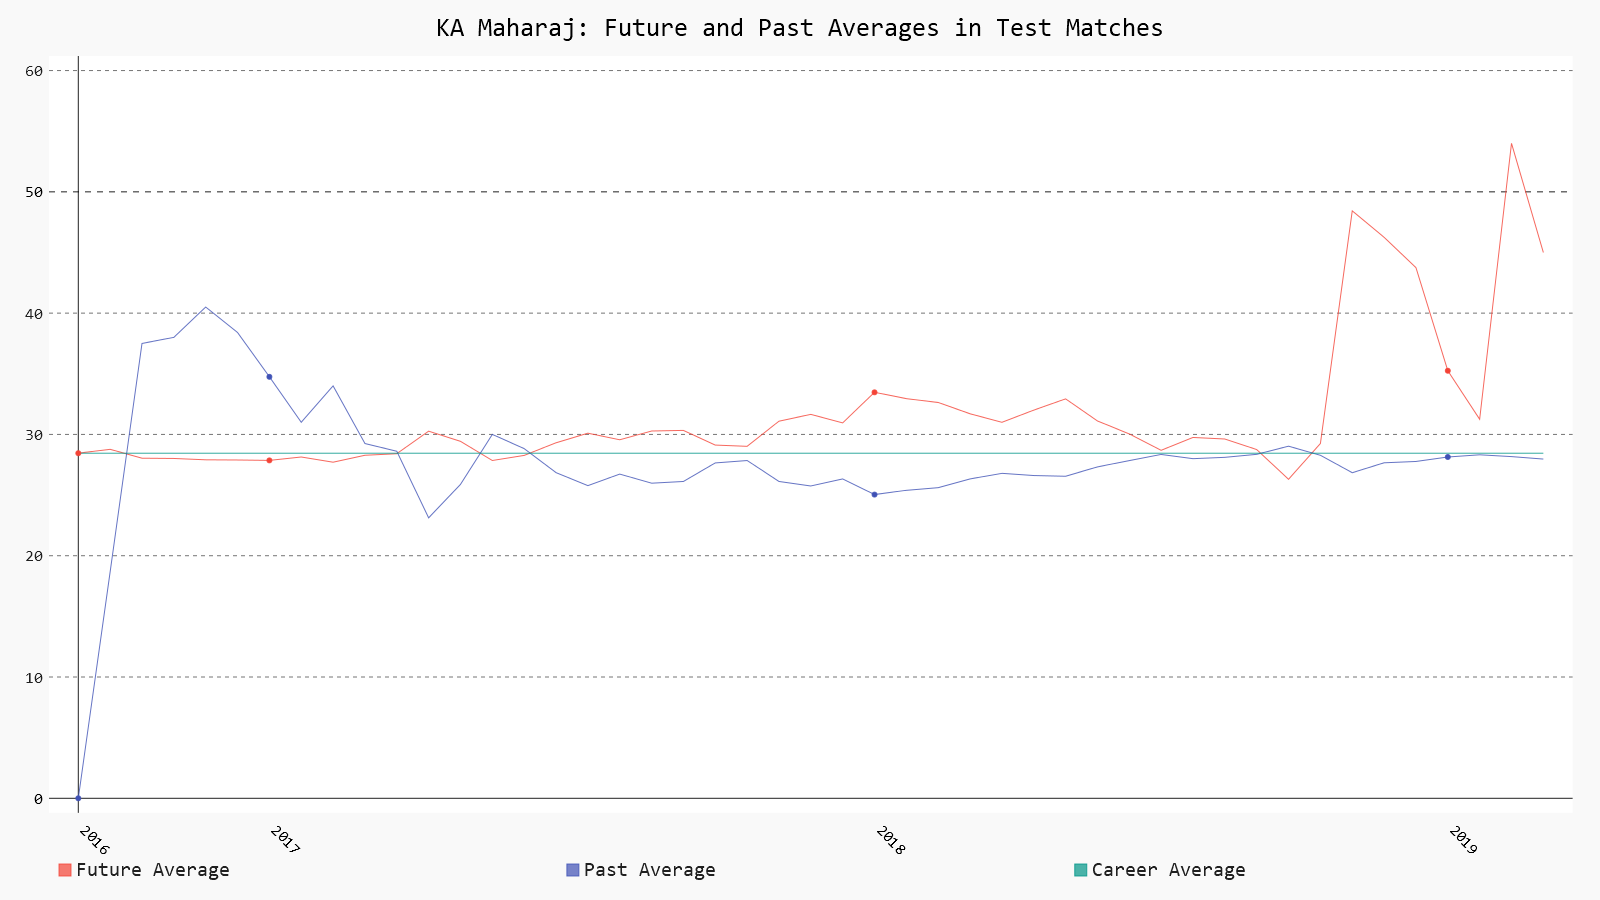 KA Maharaj: Future and Past Averages in Test Matches
60
50
40
30
20
10
0
2016
2017
2018
2019
Future Average
Past Average
Career Average